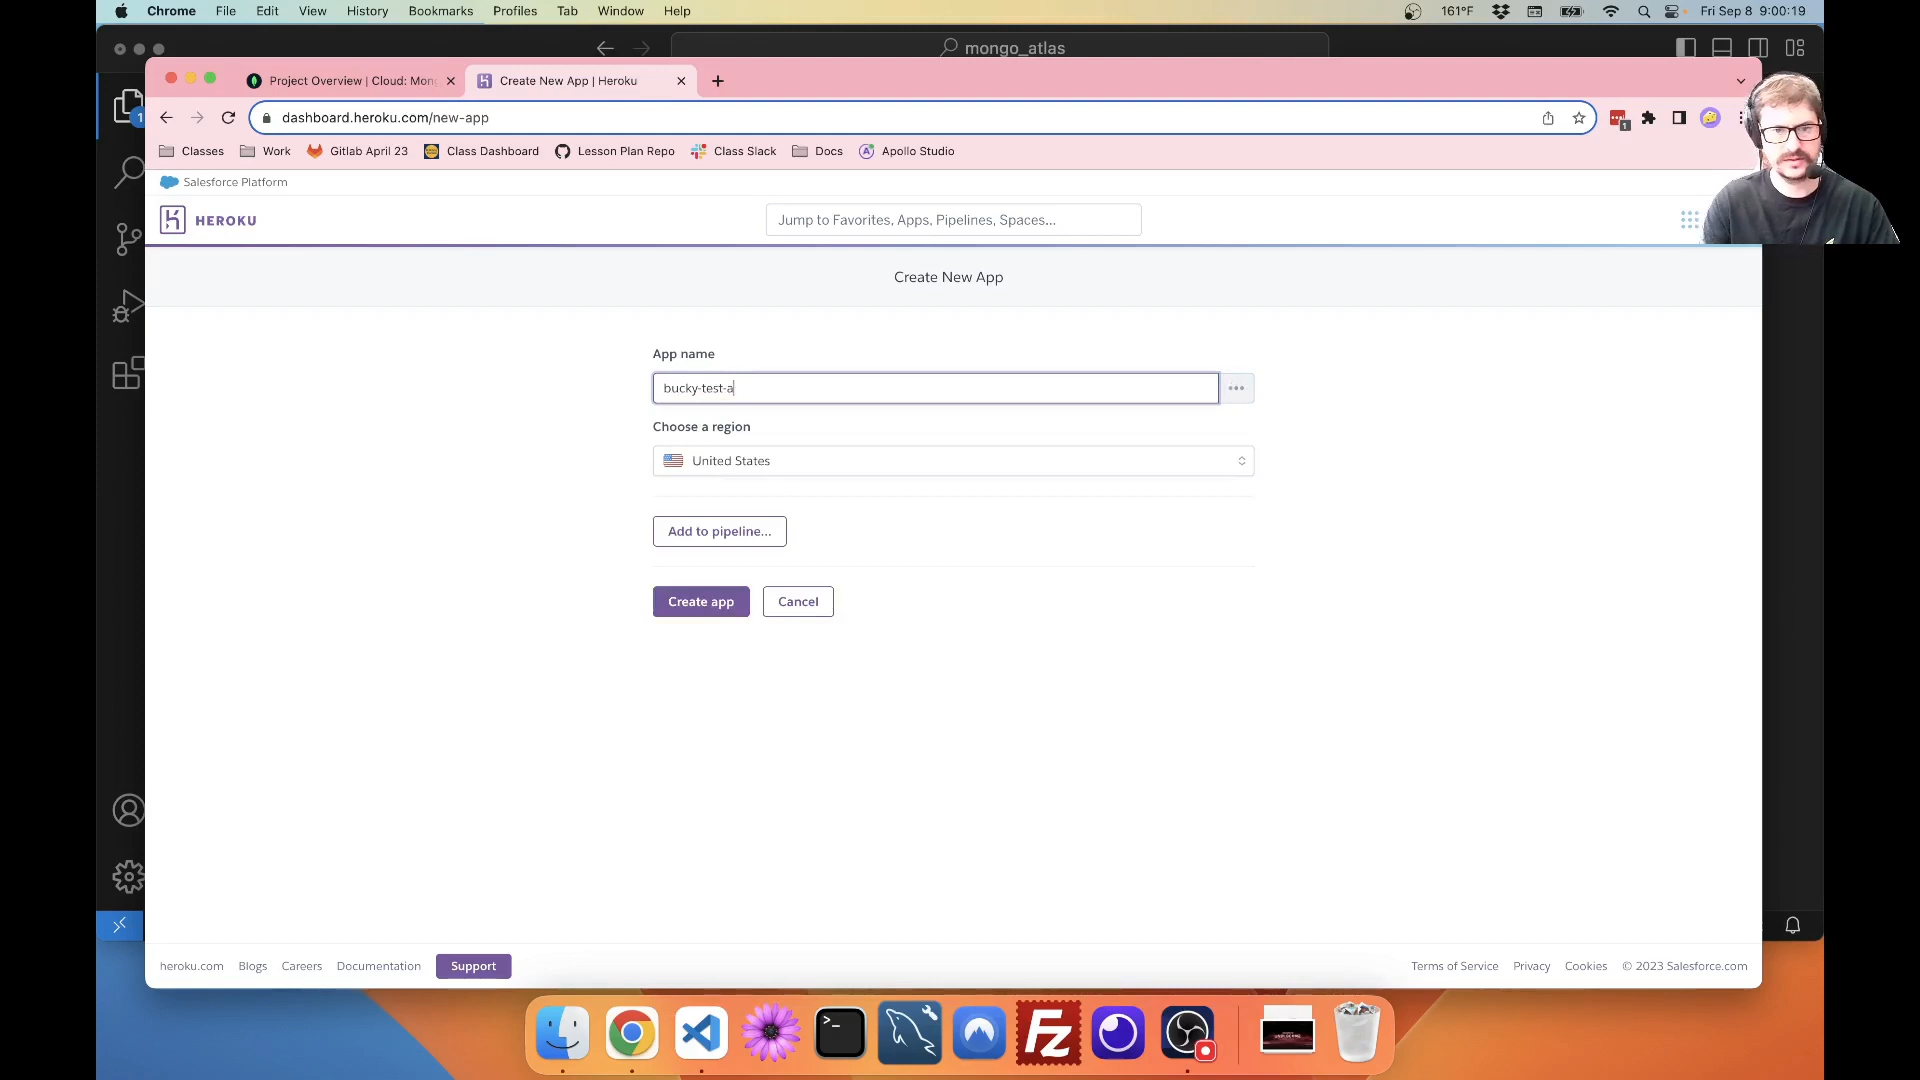 Chrome File Edit View History Bookmarks Profiles Tab Window Help 161°F Fri Sep 8 9:00:19
mongo_atlas
Project Overview | Cloud: Mong Create New App | Heroku
dashboard.heroku.com/new-app
1
1
Classes Work Gitlab April 23 Class Dashboard Lesson Plan Repo Class Slack Docs Apollo Studio
Salesforce Platform
HEROKU
Jump to Favorites, Apps, Pipelines, Spaces...
Create New App
App name
bucky-test-a
Choose a region
United States
Add to pipeline...
Create app Cancel
heroku.com Blogs Careers Documentation Support Terms of Service Privacy Cookies © 2023 Salesforce.com
Fz